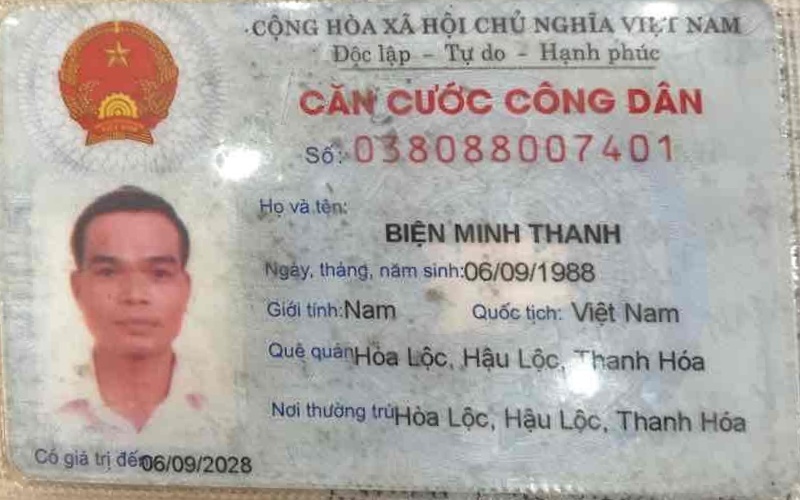 CỘNG HÒA XÃ HỘI CHỦ NGHĨA VIỆT NAM
Độc lập - Tự do - Hạnh phúc
CĂN CƯỚC CÔNG DÂN
Số: 038088007401
Họ và tên:
BIỆN MINH THANH
Ngày, tháng, năm sinh:06/09/1988
Giới tính:Nam Quốc tịch: Việt Nam
Quê quán Hòa Lộc, Hậu Lộc, Thanh Hóa
Nơi thường trú Hòa Lộc, Hậu Lộc, Thanh Hóa
Có giá trị đến 06/09/2028